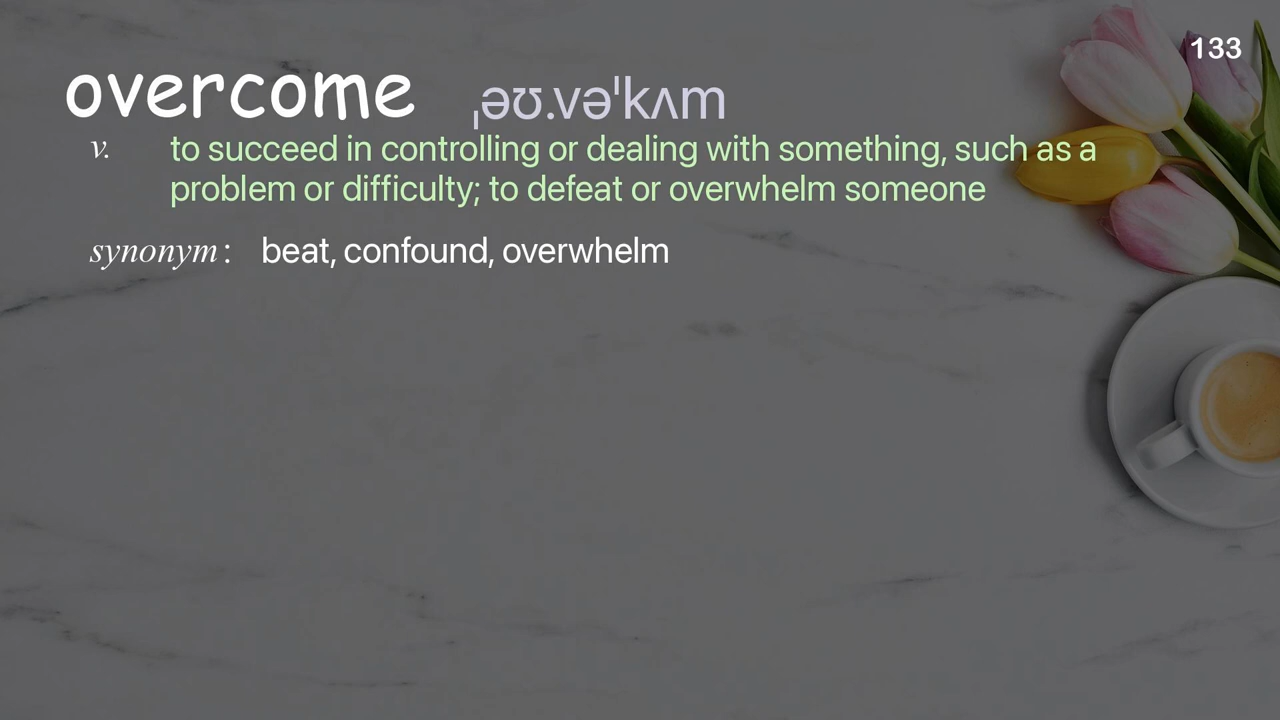 133
overcome ˌəʊ.vəˈkʌm
v. to succeed in controlling or dealing with something, such as a
problem or difficulty; to defeat or overwhelm someone
synonym: beat, confound, overwhelm